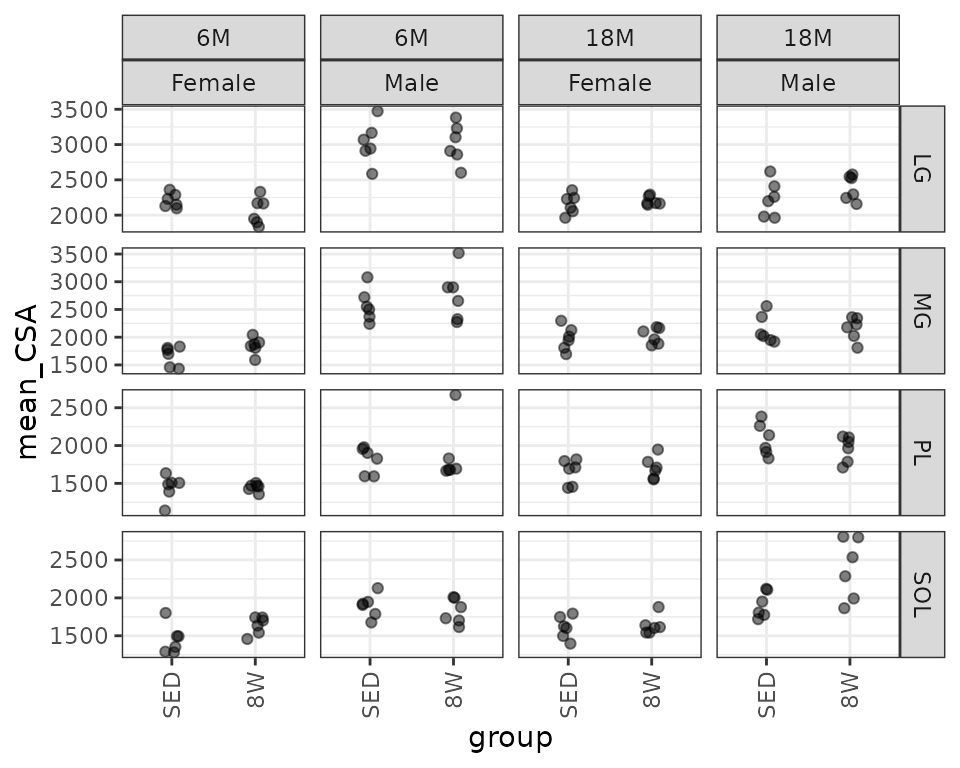 6M 6M 18M 18M
Female Male Female Male
3500
3000
2500
2000
LG
3500
3000
2500
2000
1500
MG
2500
2000
1500
PL
2500
2000
1500
SOL
mean_CSA
SED 8W SED 8W SED 8W SED 8W
group